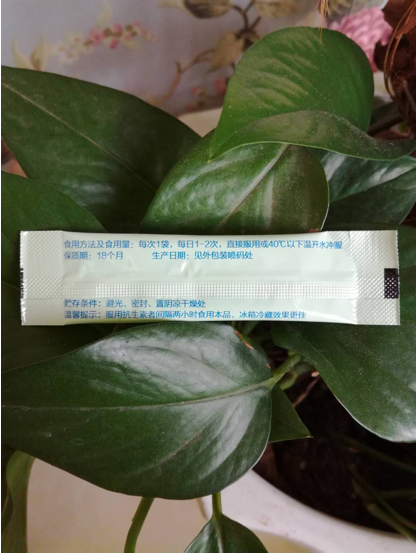 食用方法及食用量：每次1袋，每日1-2次，直接服用或40℃以下温开水冲服
保质期：18个月 生产日期：见外包装喷码处
贮存条件：避光、密封、置阴凉干燥处
温馨提示：服用抗生素者间隔两小时食用本品，冰箱冷藏效果更佳